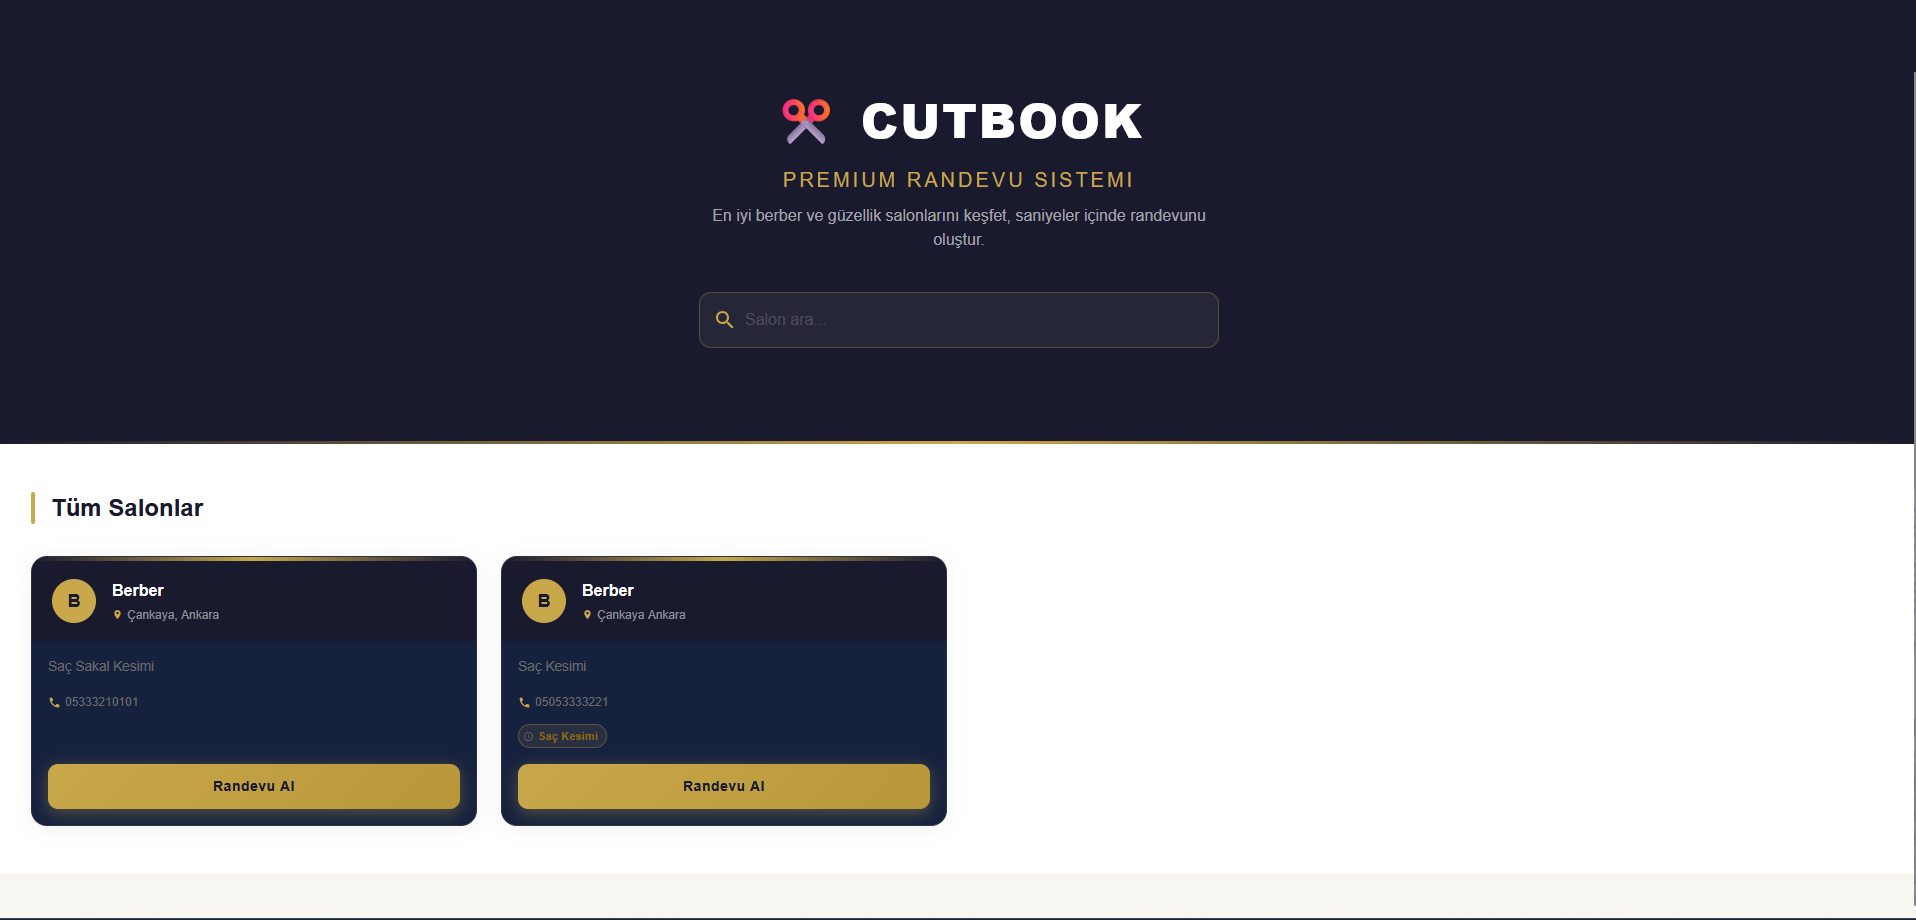 CUTBOOK
PREMIUM RANDEVU SISTEMI
En iyi berber ve güzellik salonlarını keşfet, saniyeler içinde randevunu
oluştur.
Salon ara...
Tüm Salonlar
B
Berber
Çankaya, Ankara
Saç Sakal Kesimi
05333210101
Randevu Al
B
Berber
Çankaya Ankara
Saç Kesimi
05053333221
Saç Kesimi
Randevu Al